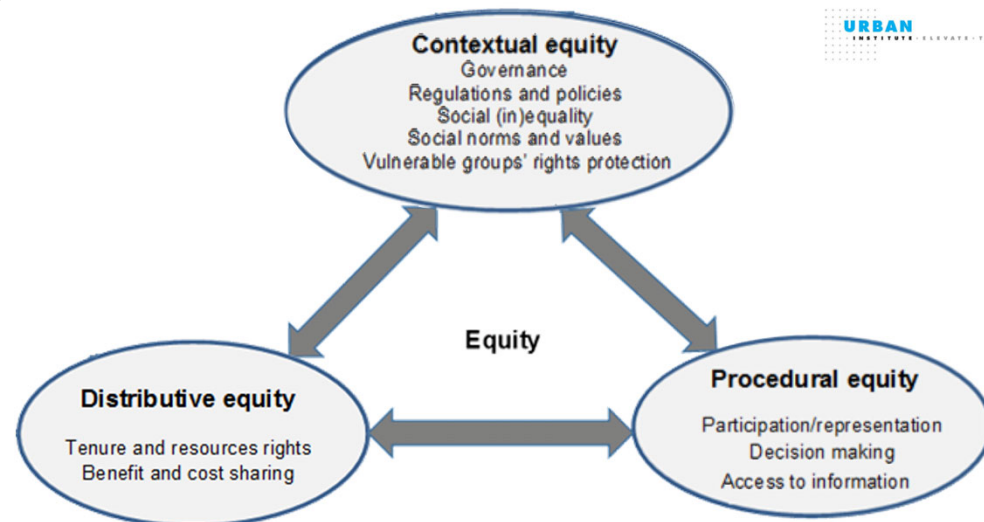 URBAN
INSTITUTE · ELEVATE · T
Contextual equity
Governance
Regulations and policies
Social (in)equality
Social norms and values
Vulnerable groups' rights protection
Equity
Distributive equity
Tenure and resources rights
Benefit and cost sharing
Procedural equity
Participation/representation
Decision making
Access to information